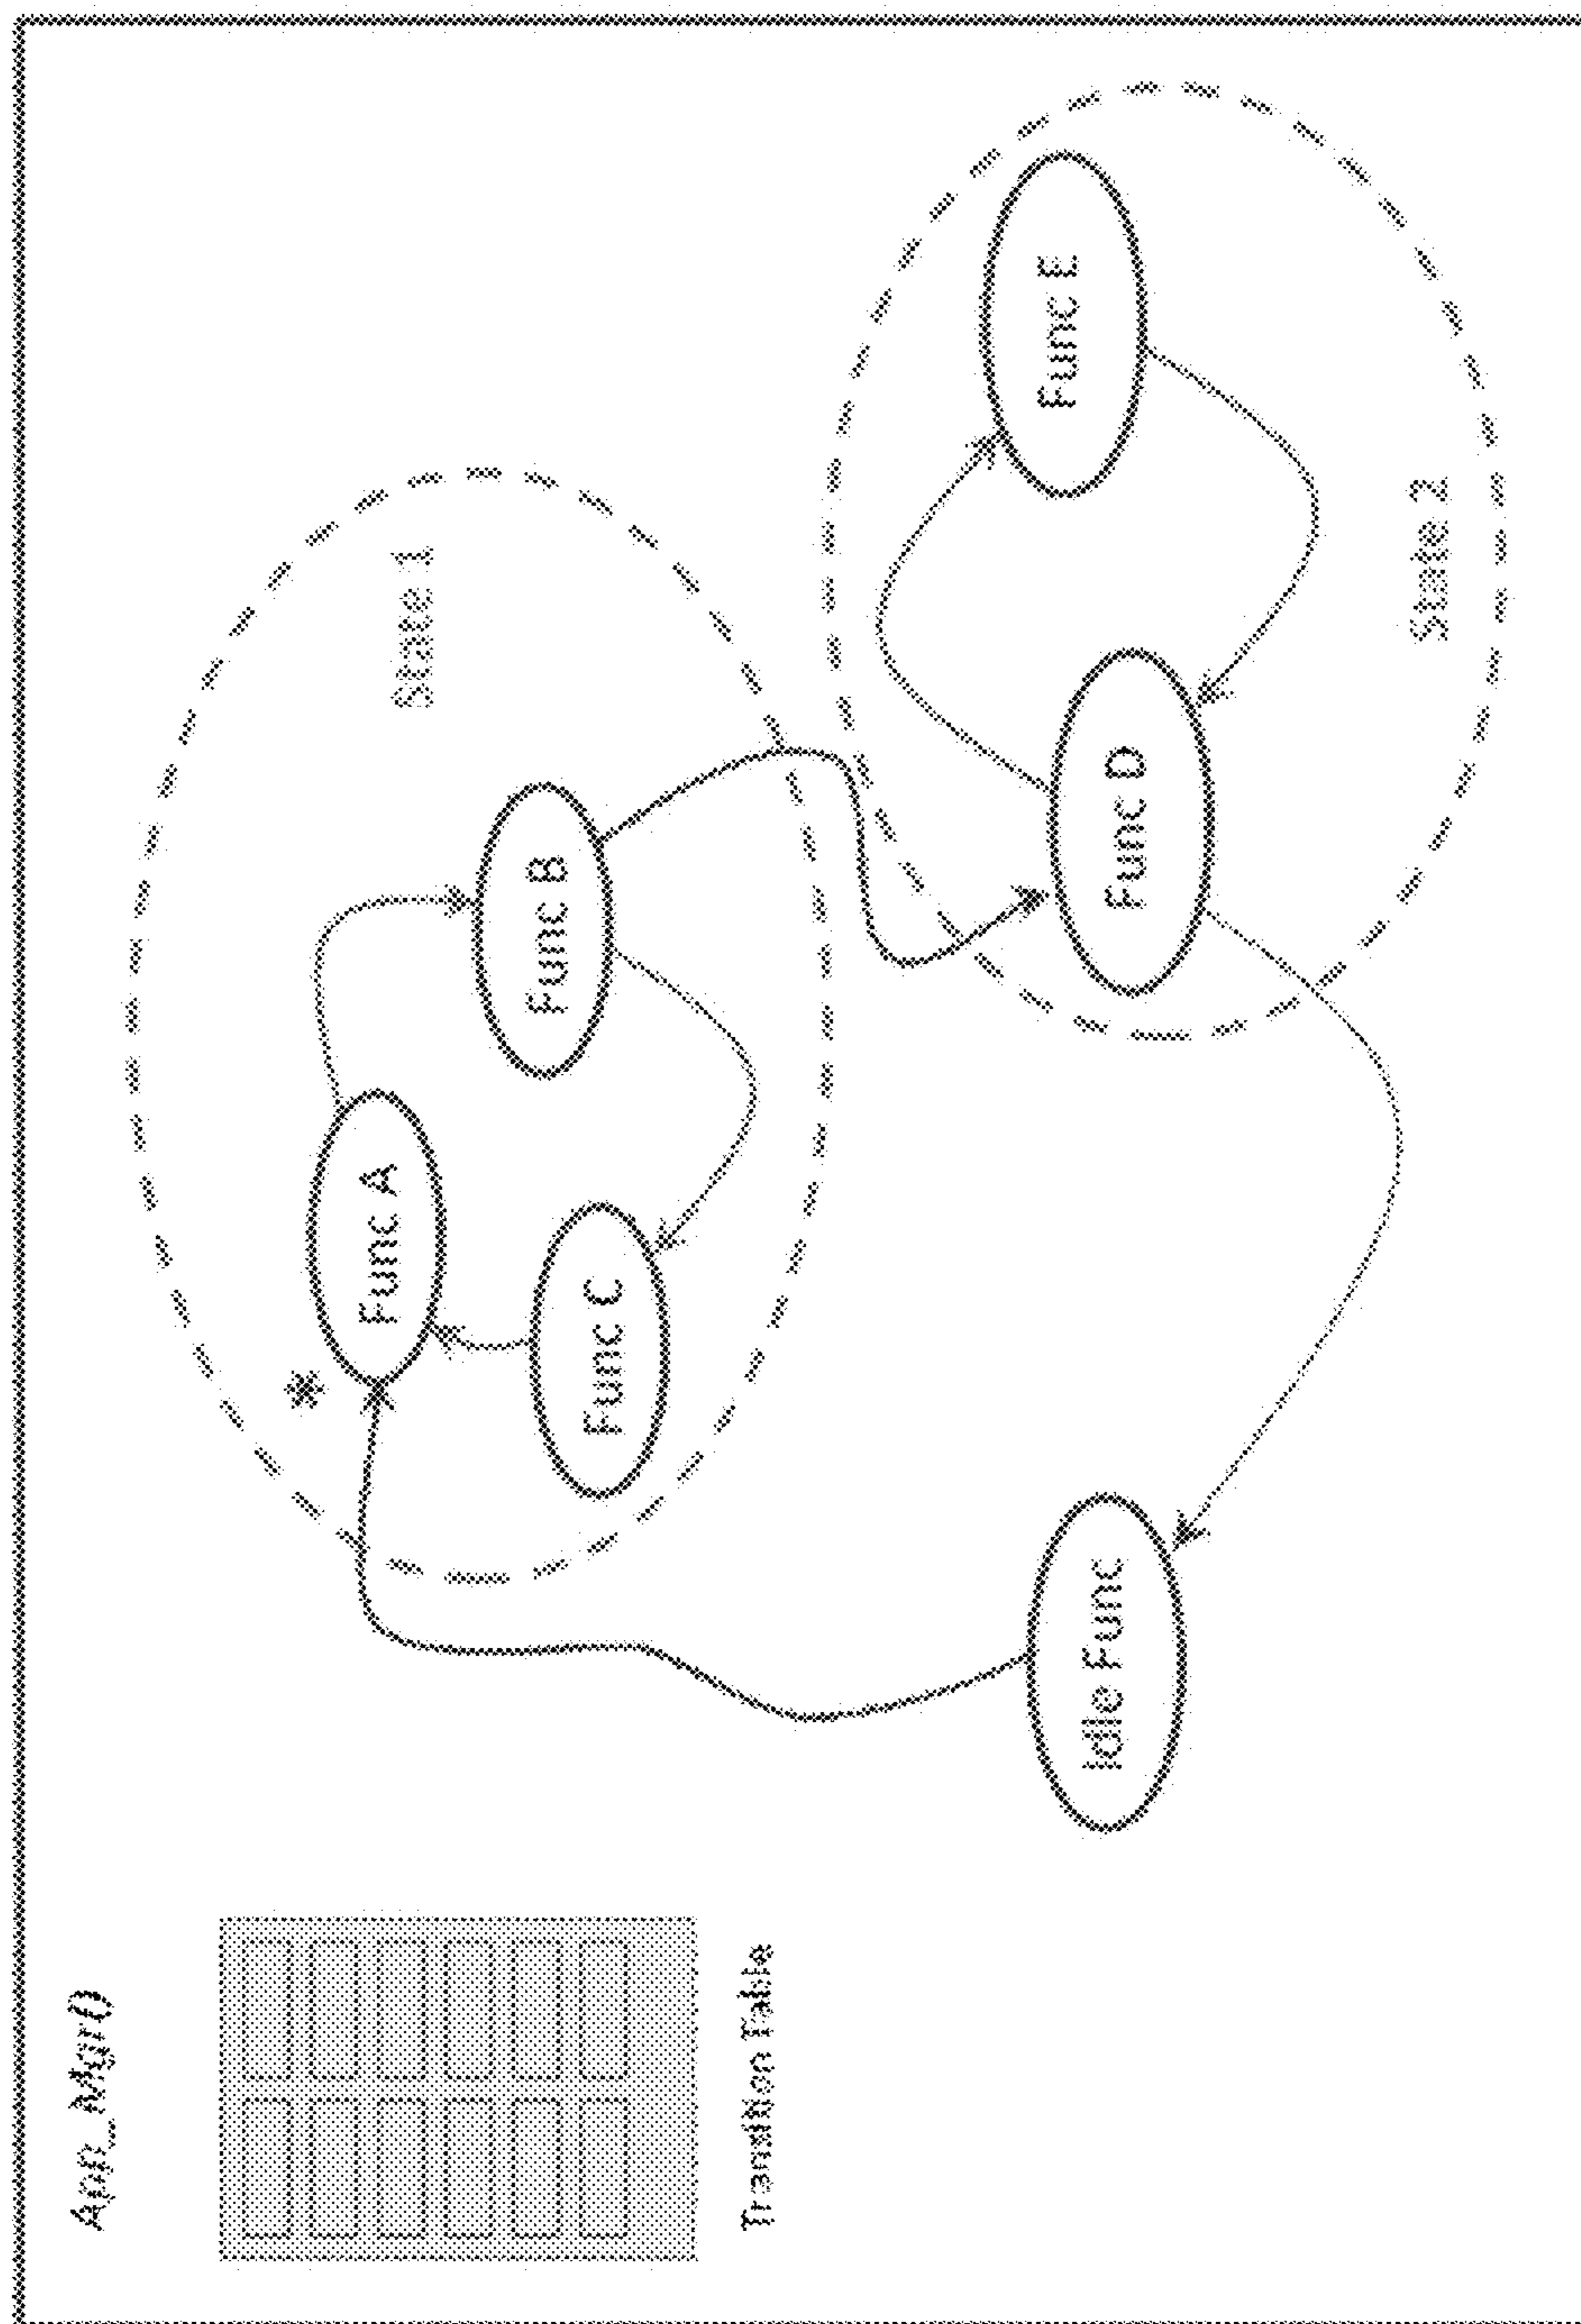 App_Mgr()
Transition Table
State 1
*
Func A
Func B
Func C
Idle Func
Func D
Func E
State 2